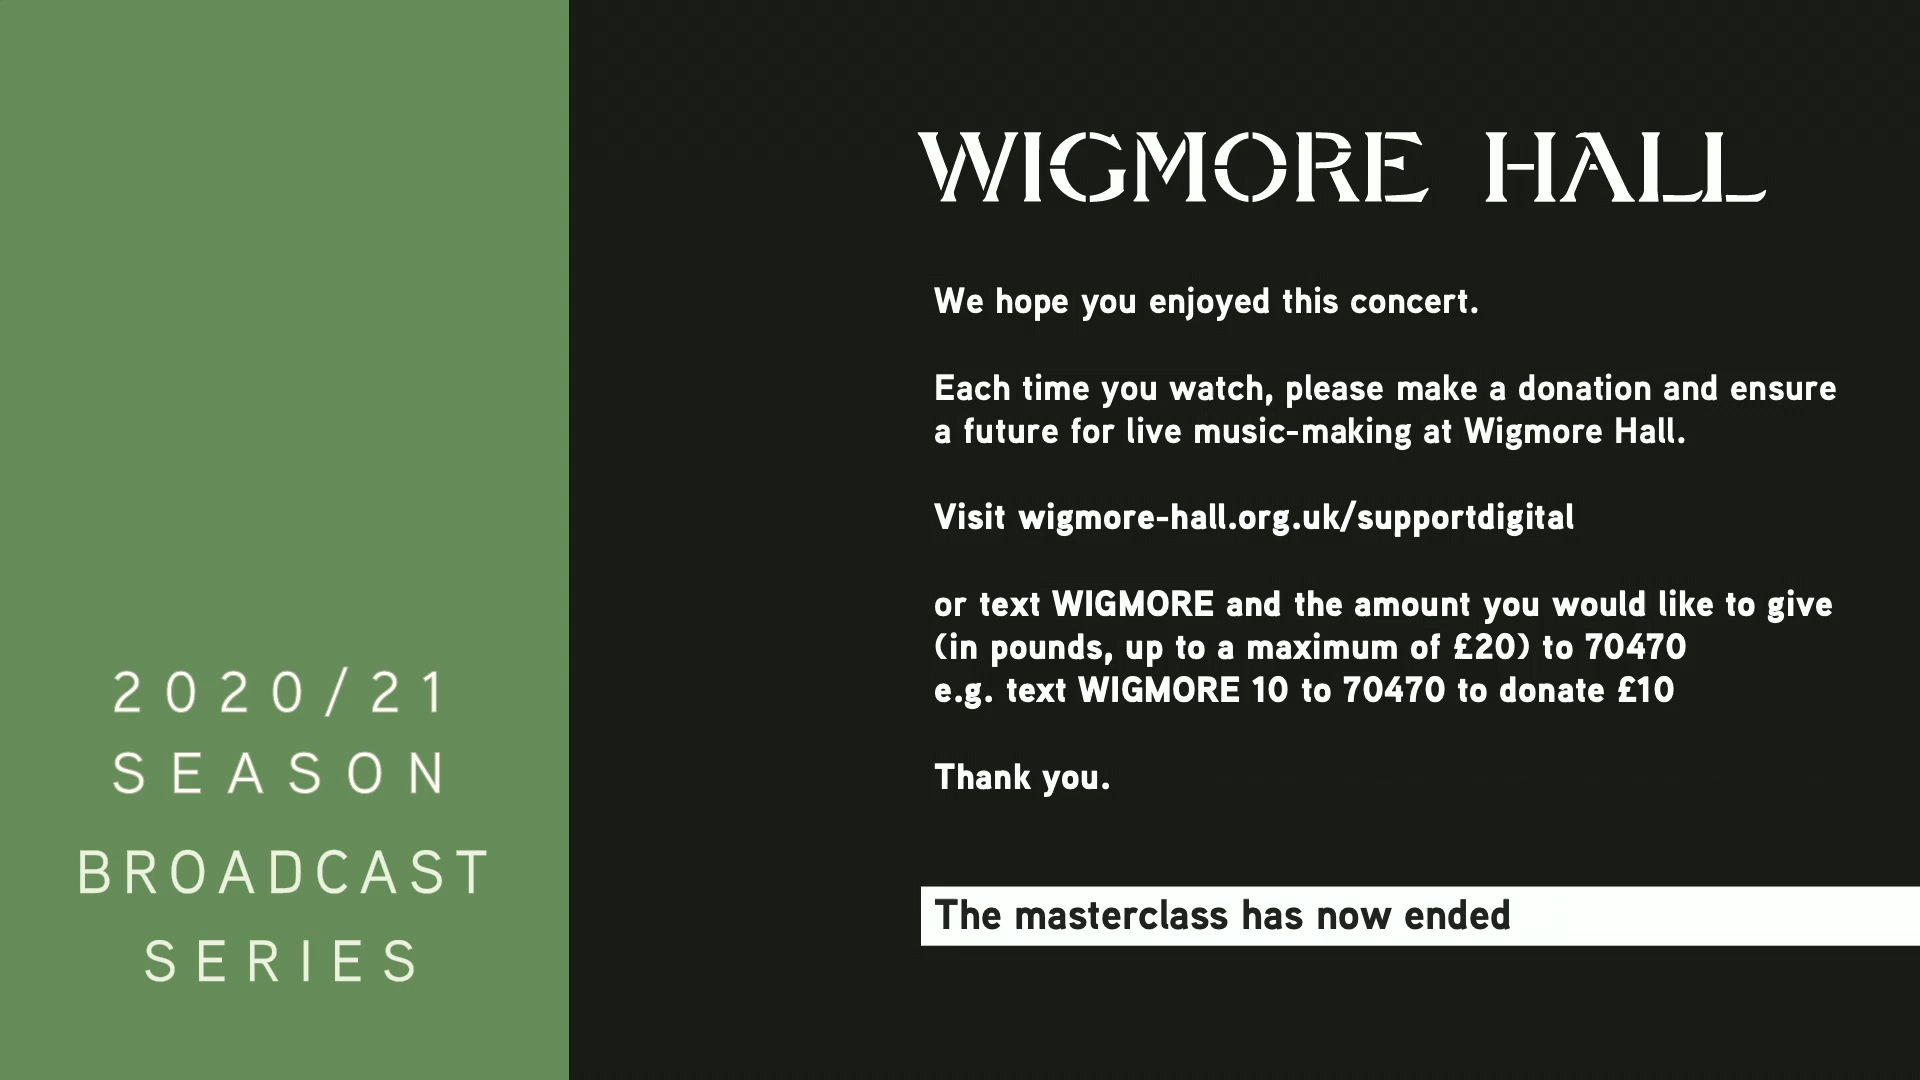 WIGMORE HALL
We hope you enjoyed this concert.
Each time you watch, please make a donation and ensure
a future for live music-making at Wigmore Hall.
Visit wigmore-hall.org.uk/supportdigital
or text WIGMORE and the amount you would like to give
(in pounds, up to a maximum of £20) to 70470
e.g. text WIGMORE 10 to 70470 to donate £10
Thank you.
The masterclass has now ended
2020/21
SEASON
BROADCAST
SERIES